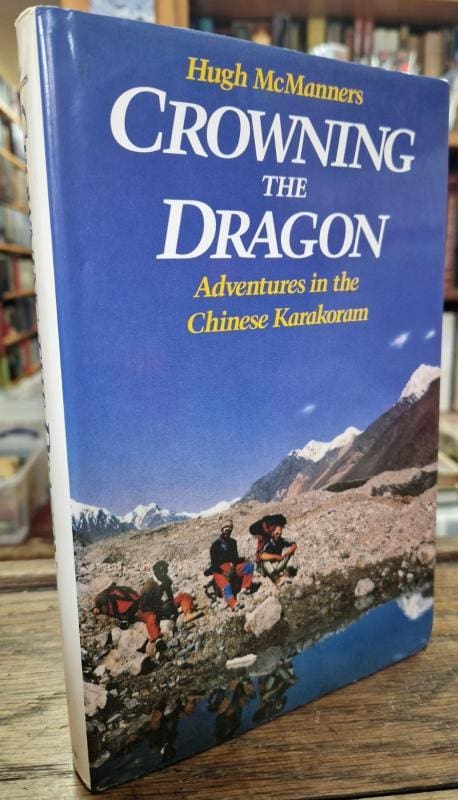 Hugh McManners
CROWNING
THE
DRAGON
Adventures in the
Chinese Karakoram